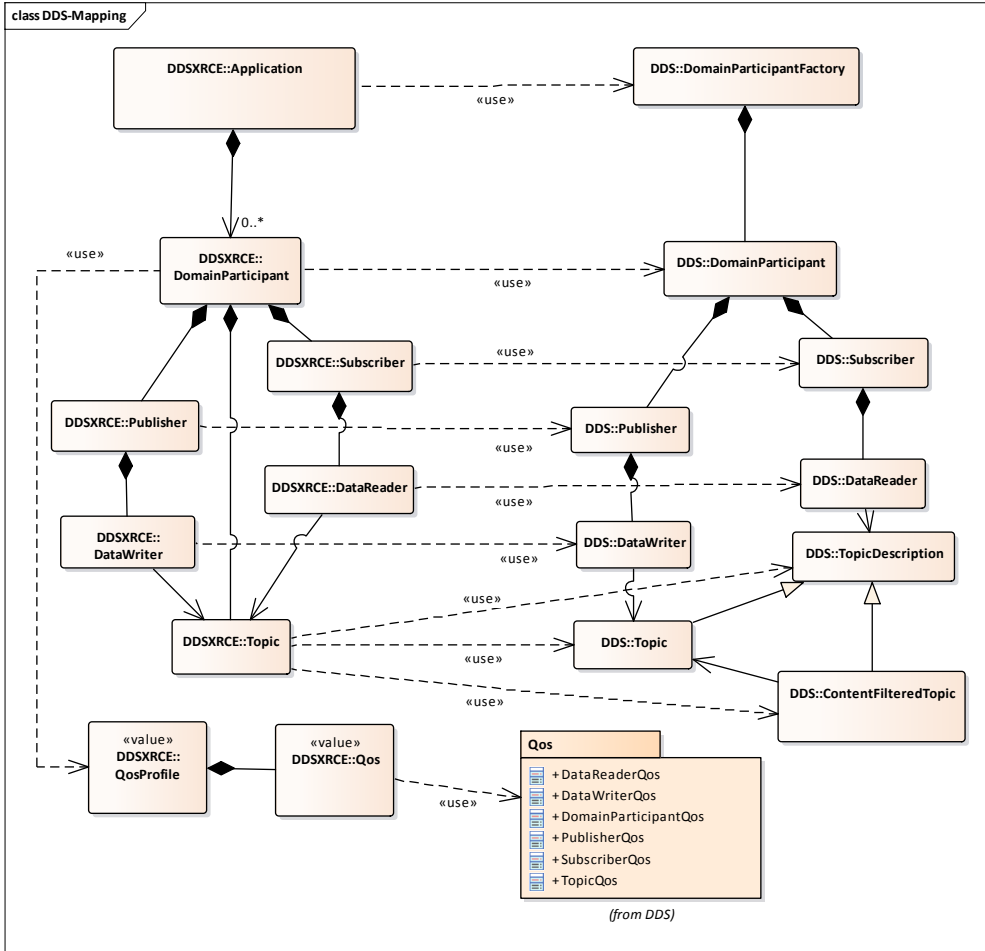 class DDS-Mapping
DDSXRCE::Application
DDS::DomainParticipantFactory
«use»
0..*
«use»
DDSXRCE::
DomainParticipant
DDS::DomainParticipant
«use»
DDSXRCE::Subscriber
«use»
DDS::Subscriber
DDSXRCE::Publisher
«use»
DDS::Publisher
DDSXRCE::DataReader
«use»
DDS::DataReader
DDSXRCE::
DataWriter
«use»
DDS::DataWriter
DDS::TopicDescription
«use»
DDSXRCE::Topic
«use»
DDS::Topic
«use»
DDS::ContentFilteredTopic
«value»
DDSXRCE::
QosProfile
«value»
DDSXRCE::Qos
«use»
Qos
+DataReaderQos
+DataWriterQos
+DomainParticipantQos
+PublisherQos
+SubscriberQos
+TopicQos
(from DDS)